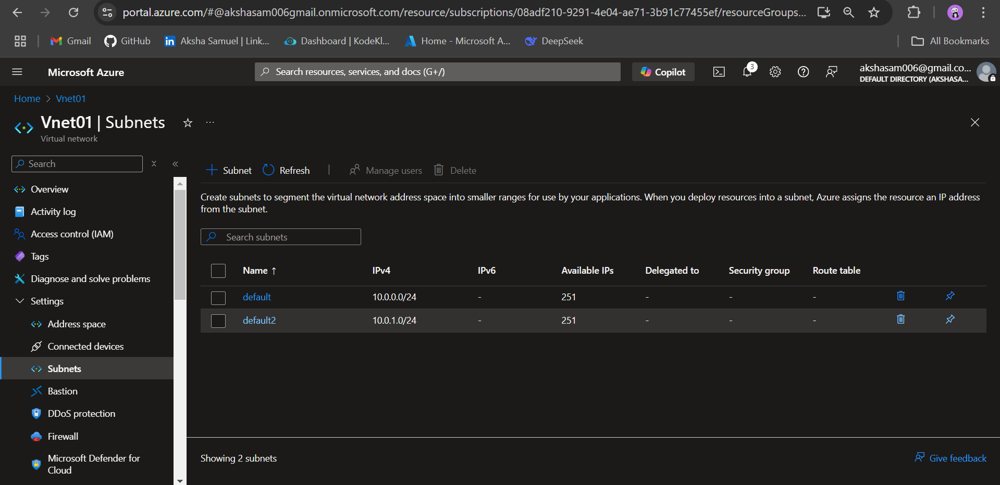 portal.azure.com/#@akshasam006gmail.onmicrosoft.com/resource/subscriptions/08adf210-9291-4e04-ae71-3b91c77455ef/resourceGroups...
Gmail GitHub Aksha Samuel | Link... Dashboard | KodeKl... Home - Microsoft A... DeepSeek All Bookmarks
Microsoft Azure Search resources, services, and docs (G+/) Copilot 3 akshasam006@gmail.co...
DEFAULT DIRECTORY (AKSHASA...
Home > Vnet01
Vnet01 | Subnets
Virtual network
Search
Overview
Activity log
Access control (IAM)
Tags
Diagnose and solve problems
Settings
Address space
Connected devices
Subnets
Bastion
DDoS protection
Firewall
Microsoft Defender for
Cloud
Subnet Refresh | Manage users Delete
Create subnets to segment the virtual network address space into smaller ranges for use by your applications. When you deploy resources into a subnet, Azure assigns the resource an IP address
from the subnet.
Search subnets
Name ↑ IPv4 IPv6 Available IPs Delegated to Security group Route table
default 10.0.0.0/24 - 251 - - -
default2 10.0.1.0/24 - 251 - - -
Showing 2 subnets
Give feedback